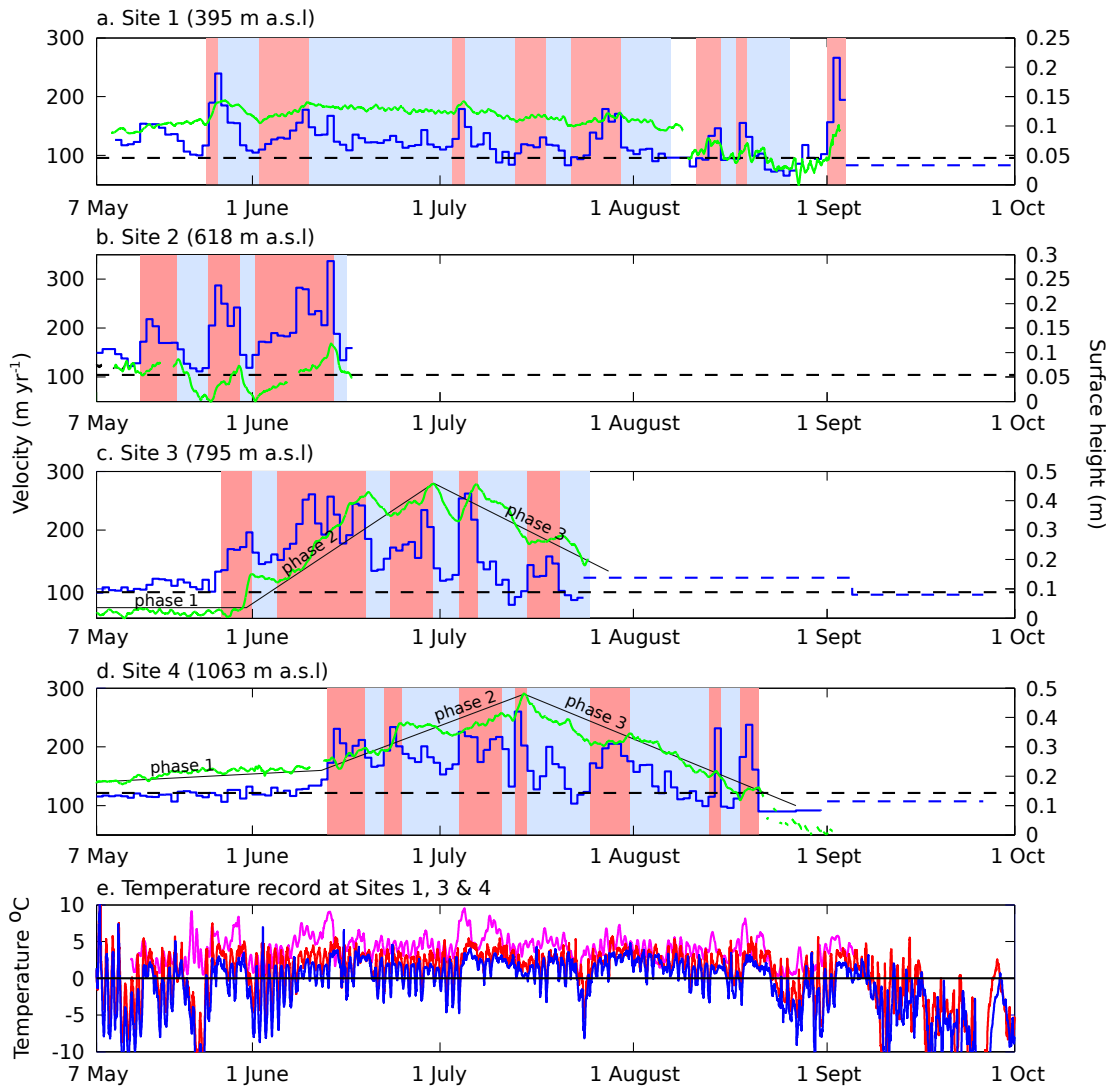 a. Site 1 (395 m a.s.l)
300
200
100
0.25
0.2
0.15
0.1
0.05
0
7 May 1 June 1 July 1 August 1 Sept 1 Oct
b. Site 2 (618 m a.s.l)
300
200
100
0.3
0.25
0.2
0.15
0.1
0.05
0
7 May 1 June 1 July 1 August 1 Sept 1 Oct
Velocity (m yr-1)
Surface height (m)
c. Site 3 (795 m a.s.l)
300
200
100
0.5
0.4
0.3
0.2
0.1
0
phase 1
phase 2
phase 3
7 May 1 June 1 July 1 August 1 Sept 1 Oct
d. Site 4 (1063 m a.s.l)
300
200
100
0.5
0.4
0.3
0.2
0.1
0
phase 1
phase 2
phase 3
7 May 1 June 1 July 1 August 1 Sept 1 Oct
e. Temperature record at Sites 1, 3 & 4
Temperature oC
10
5
0
-5
-10
7 May 1 June 1 July 1 August 1 Sept 1 Oct